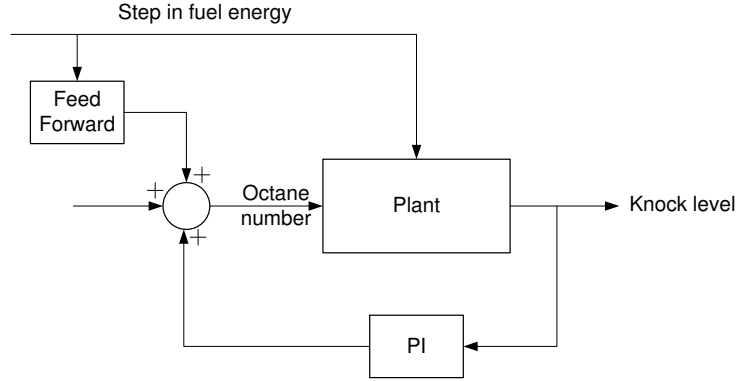 Step in fuel energy
Feed
Forward
+
+
Octane
number
Plant
Knock level
+
PI